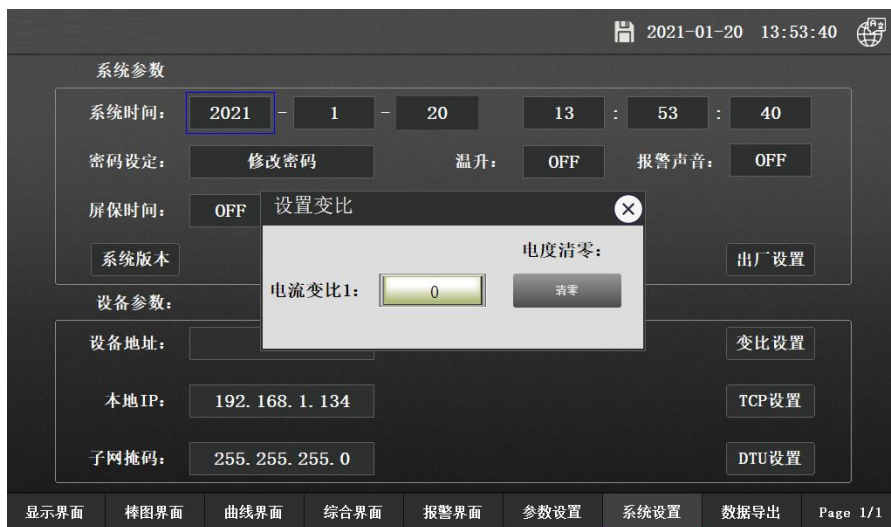 2021-01-20 13:53:40
系统参数
系统时间: 2021 - 1 - 20 13 : 53 : 40
密码设定: 修改密码 温升: OFF 报警声音: OFF
屏保时间: OFF
设置变比
电度清零:
系统版本 出厂设置
电流变比1: 0 清零
设备参数:
设备地址: 变比设置
本地IP: 192.168.1.134 TCP设置
子网掩码: 255.255.255.0 DTU设置
显示界面 棒图界面 曲线界面 综合界面 报警界面 参数设置 系统设置 数据导出 Page 1/1